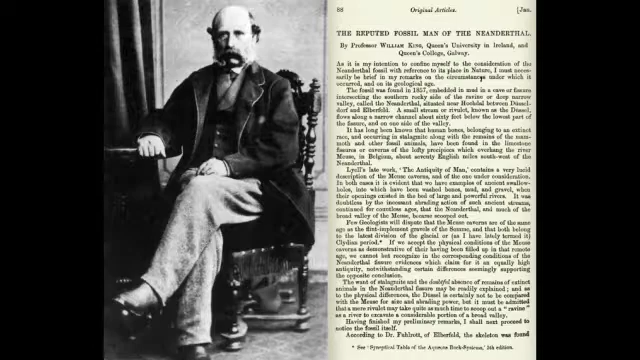 88 Original Articles. [Jan.
THE REPUTED FOSSIL MAN OF THE NEANDERTHAL.
By Professor WILLIAM KING, Queen's University in Ireland, and
Queen's College, Galway.
As it is my intention to confine myself to the consideration of the
Neanderthal fossil with reference to its place in Nature, I must neces-
sarily be brief in my remarks on the circumstances under which it
occurred, and on its geological age.
The fossil was found in 1857, embedded in mud in a cave or fissure
intersecting the southern rocky side of the ravine or deep narrow
valley, called the Neanderthal, situated near Hochdal between Düssel-
dorf and Elberfeld. A small stream or rivulet, known as the Düssel,
flows along a narrow channel about sixty feet below the lowest part of
the fissure, and on one side of the valley.
It has long been known that human bones, belonging to an extinct
race, and occurring in stalagmite along with the remains of the mam-
moth and other fossil animals, have been found in the limestone
fissures or caverns of the lofty precipices which overhang the river
Meuse, in Belgium, about seventy English miles south-west of the
Neanderthal.
Lyell's late work, 'The Antiquity of Man,' contains a very lucid
description of the Meuse caverns, and of the one under consideration.
In both cases it is evident that we have examples of ancient swallow-
holes, into which have been washed bones, mud, and gravel, when
their openings existed in the bed of large and powerful rivers. It was
doubtless by the incessant abrading action of such ancient streams,
continued for countless ages, that the Neanderthal, and much of the
broad valley of the Meuse, became scooped out.
Few Geologists will dispute that the Meuse caverns are of the same
age as the flint-implement gravels of the Somme, and that both belong
to the latest division of the glacial or (as I have lately termed it)
Clydian period.* If we accept the physical conditions of the Meuse
caverns as demonstrative of their having been filled up in that remote
age, we cannot but recognize in the corresponding conditions of the
Neanderthal fissure evidences which claim for it an equally high
antiquity, notwithstanding certain differences seemingly supporting
the opposite conclusion.
The want of stalagmite and the doubtful absence of remains of extinct
animals in the Neanderthal fissure may be readily explained; and as
to the physical differences, the Düssel is certainly not to be compared
with the Meuse for size and abrading power, but it must be admitted
that a mere rivulet may take quite as much time to scoop out a "ravine"
as a river to excavate a considerable portion of a broad valley.
Having finished my preliminary remarks, I shall next proceed to
notice the fossil itself.
According to Dr. Fuhlrott, of Elberfeld, the skeleton was found
* See 'Synoptical Table of the Aqueous Rock-Systems,' 5th edition.